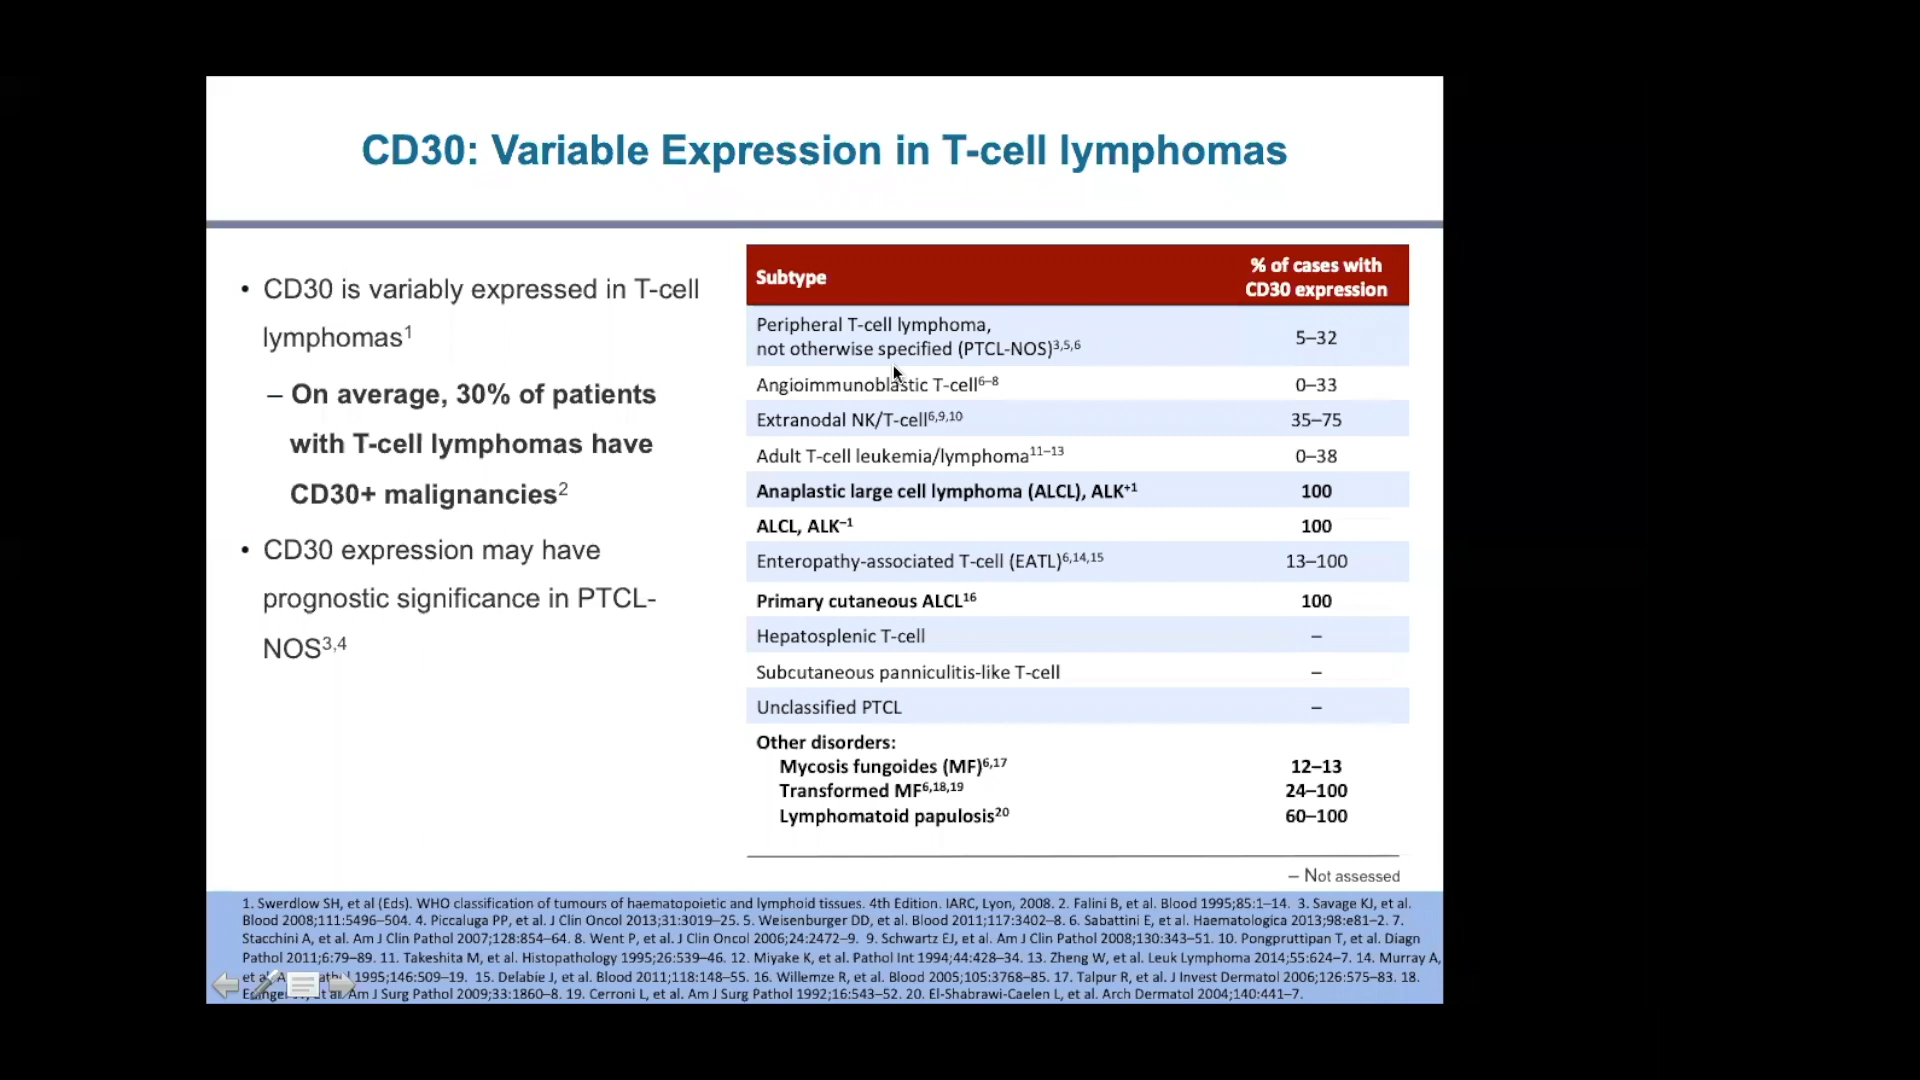 CD30: Variable Expression in T-cell lymphomas
• CD30 is variably expressed in T-cell
lymphomas1
– On average, 30% of patients
with T-cell lymphomas have
CD30+ malignancies2
• CD30 expression may have
prognostic significance in PTCL-
NOS3,4
Subtype % of cases with
CD30 expression
Peripheral T-cell lymphoma,
not otherwise specified (PTCL-NOS)3,5,6 5–32
Angioimmunoblastic T-cell6–8 0–33
Extranodal NK/T-cell6,9,10 35–75
Adult T-cell leukemia/lymphoma11–13 0–38
Anaplastic large cell lymphoma (ALCL), ALK+1 100
ALCL, ALK–1 100
Enteropathy-associated T-cell (EATL)6,14,15 13–100
Primary cutaneous ALCL16 100
Hepatosplenic T-cell –
Subcutaneous panniculitis-like T-cell –
Unclassified PTCL –
Other disorders:
Mycosis fungoides (MF)6,17 12–13
Transformed MF6,18,19 24–100
Lymphomatoid papulosis20 60–100
– Not assessed
1. Swerdlow SH, et al (Eds). WHO classification of tumours of haematopoietic and lymphoid tissues. 4th Edition. IARC, Lyon, 2008. 2. Falini B, et al. Blood 1995;85:1–14. 3. Savage KJ, et al.
Blood 2008;111:5496–504. 4. Piccaluga PP, et al. J Clin Oncol 2013;31:3019–25. 5. Weisenburger DD, et al. Blood 2011;117:3402–8. 6. Sabattini E, et al. Haematologica 2013;98:e81–2. 7.
Stacchini A, et al. Am J Clin Pathol 2007;128:854–64. 8. Went P, et al. J Clin Oncol 2006;24:2472–9. 9. Schwartz EJ, et al. Am J Clin Pathol 2008;130:343–51. 10. Pongpruttipan T, et al. Diagn
Pathol 2011;6:79–89. 11. Takeshita M, et al. Histopathology 1995;26:539–46. 12. Miyake K, et al. Pathol Int 1994;44:428–34. 13. Zheng W, et al. Leuk Lymphoma 2014;55:624–7. 14. Murray A,
et 1995;146:509–19. 15. Delabie J, et al. Blood 2011;118:148–55. 16. Willemze R, et al. Blood 2005;105:3768–85. 17. Talpur R, et al. J Invest Dermatol 2006;126:575–83. 18.
Am J Surg Pathol 2009;33:1860–8. 19. Cerroni L, et al. Am J Surg Pathol 1992;16:543–52. 20. El-Shabrawi-Caelen L, et al. Arch Dermatol 2004;140:441–7.